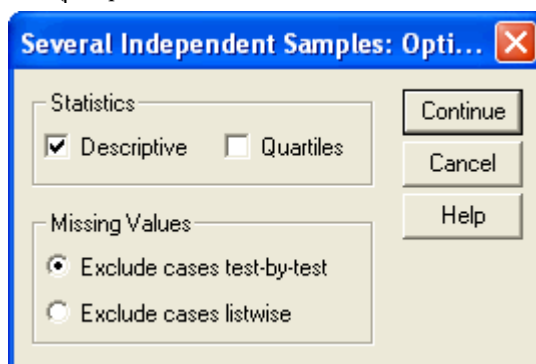 Several Independent Samples: Opti...
Statistics
Descriptive
Quartiles
Missing Values
Exclude cases test-by-test
Exclude cases listwise
Continue
Cancel
Help